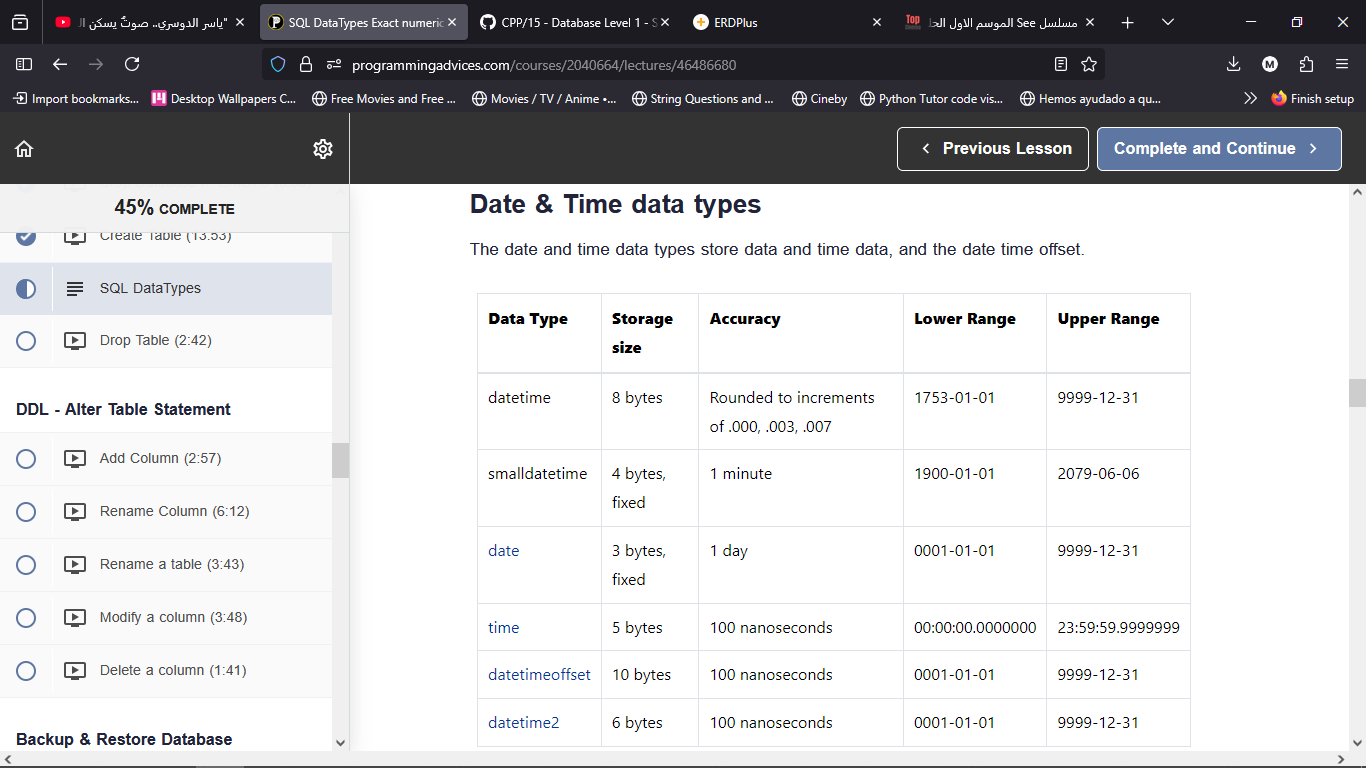 "ياسر الدوسري.. صوتٌ يسكن ال
SQL DataTypes Exact numeric
CPP/15 - Database Level 1 - S
ERDPlus
Top
مسلسل See الموسم الاول الحل
programmingadvices.com/courses/2040664/lectures/46486680
M
Import bookmarks...
Desktop Wallpapers C...
Free Movies and Free ...
Movies / TV / Anime •...
String Questions and ...
Cineby
Python Tutor code vis...
Hemos ayudado a qu...
Finish setup
Previous Lesson
Complete and Continue
45% COMPLETE
Create Table (13:53)
SQL DataTypes
Drop Table (2:42)
DDL - Alter Table Statement
Add Column (2:57)
Rename Column (6:12)
Rename a table (3:43)
Modify a column (3:48)
Delete a column (1:41)
Backup & Restore Database
Date & Time data types
The date and time data types store data and time data, and the date time offset.
Data Type Storage size Accuracy Lower Range Upper Range
datetime 8 bytes Rounded to increments of .000, .003, .007 1753-01-01 9999-12-31
smalldatetime 4 bytes, fixed 1 minute 1900-01-01 2079-06-06
date 3 bytes, fixed 1 day 0001-01-01 9999-12-31
time 5 bytes 100 nanoseconds 00:00:00.0000000 23:59:59.9999999
datetimeoffset 10 bytes 100 nanoseconds 0001-01-01 9999-12-31
datetime2 6 bytes 100 nanoseconds 0001-01-01 9999-12-31